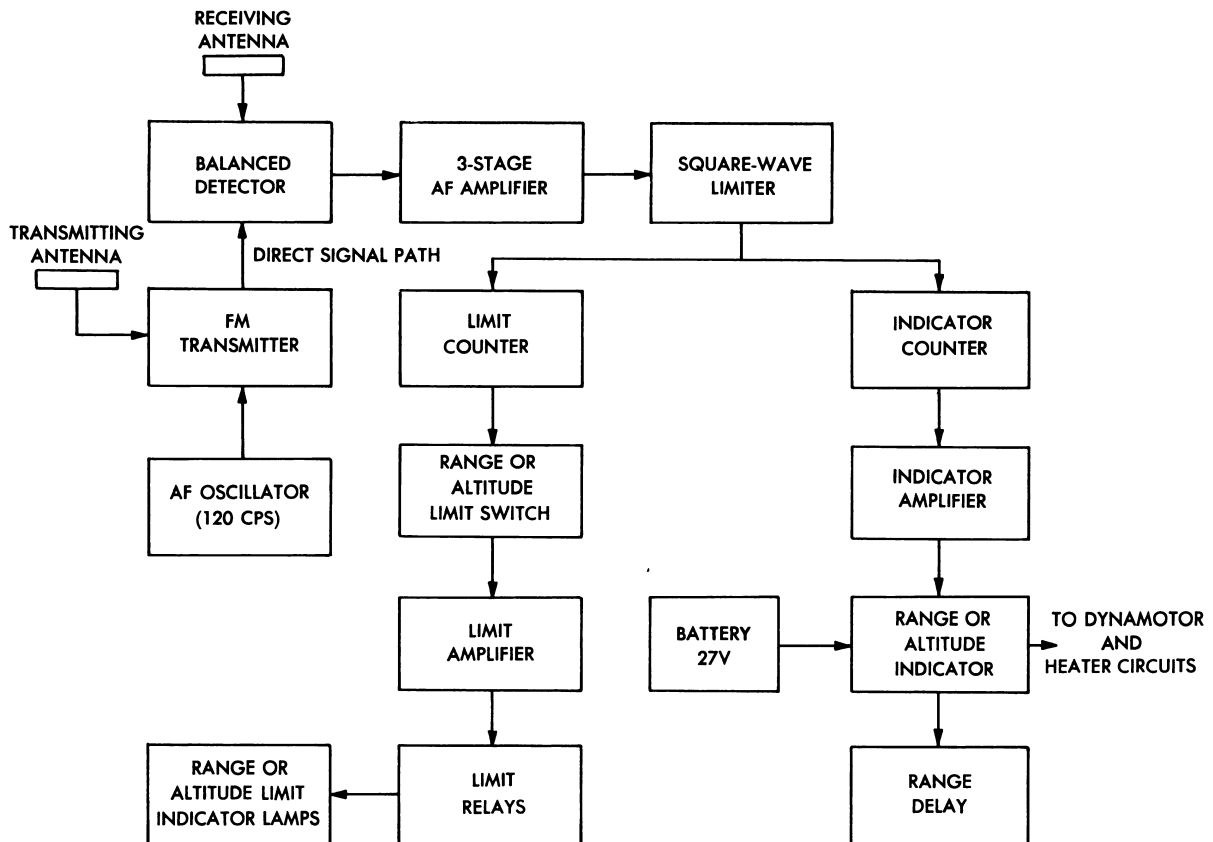 RECEIVING
ANTENNA
BALANCED
DETECTOR
3-STAGE
AF AMPLIFIER
SQUARE-WAVE
LIMITER
TRANSMITTING
ANTENNA
DIRECT SIGNAL PATH
FM
TRANSMITTER
LIMIT
COUNTER
INDICATOR
COUNTER
AF OSCILLATOR
(120 CPS)
RANGE OR
ALTITUDE
LIMIT SWITCH
INDICATOR
AMPLIFIER
LIMIT
AMPLIFIER
BATTERY
27V
RANGE OR
ALTITUDE
INDICATOR
TO DYNAMOTOR
AND
HEATER CIRCUITS
RANGE OR
ALTITUDE LIMIT
INDICATOR LAMPS
LIMIT
RELAYS
RANGE
DELAY